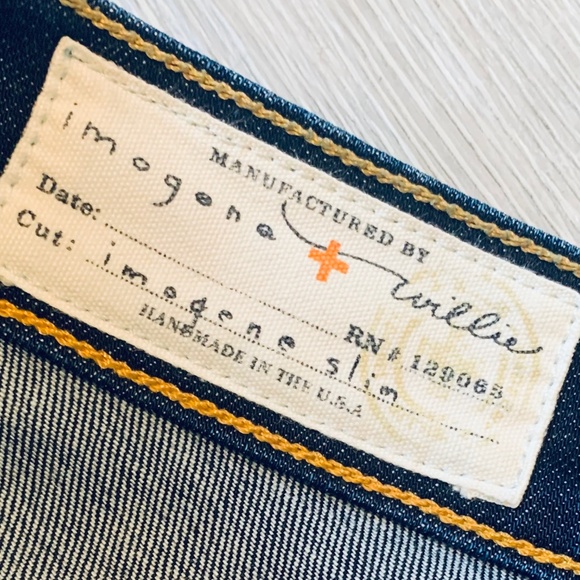 MANUFACTURED BY
imogene + willie
Date:
RN # 129065
Cut: imogene slim
HANDMADE IN THE U.S.A